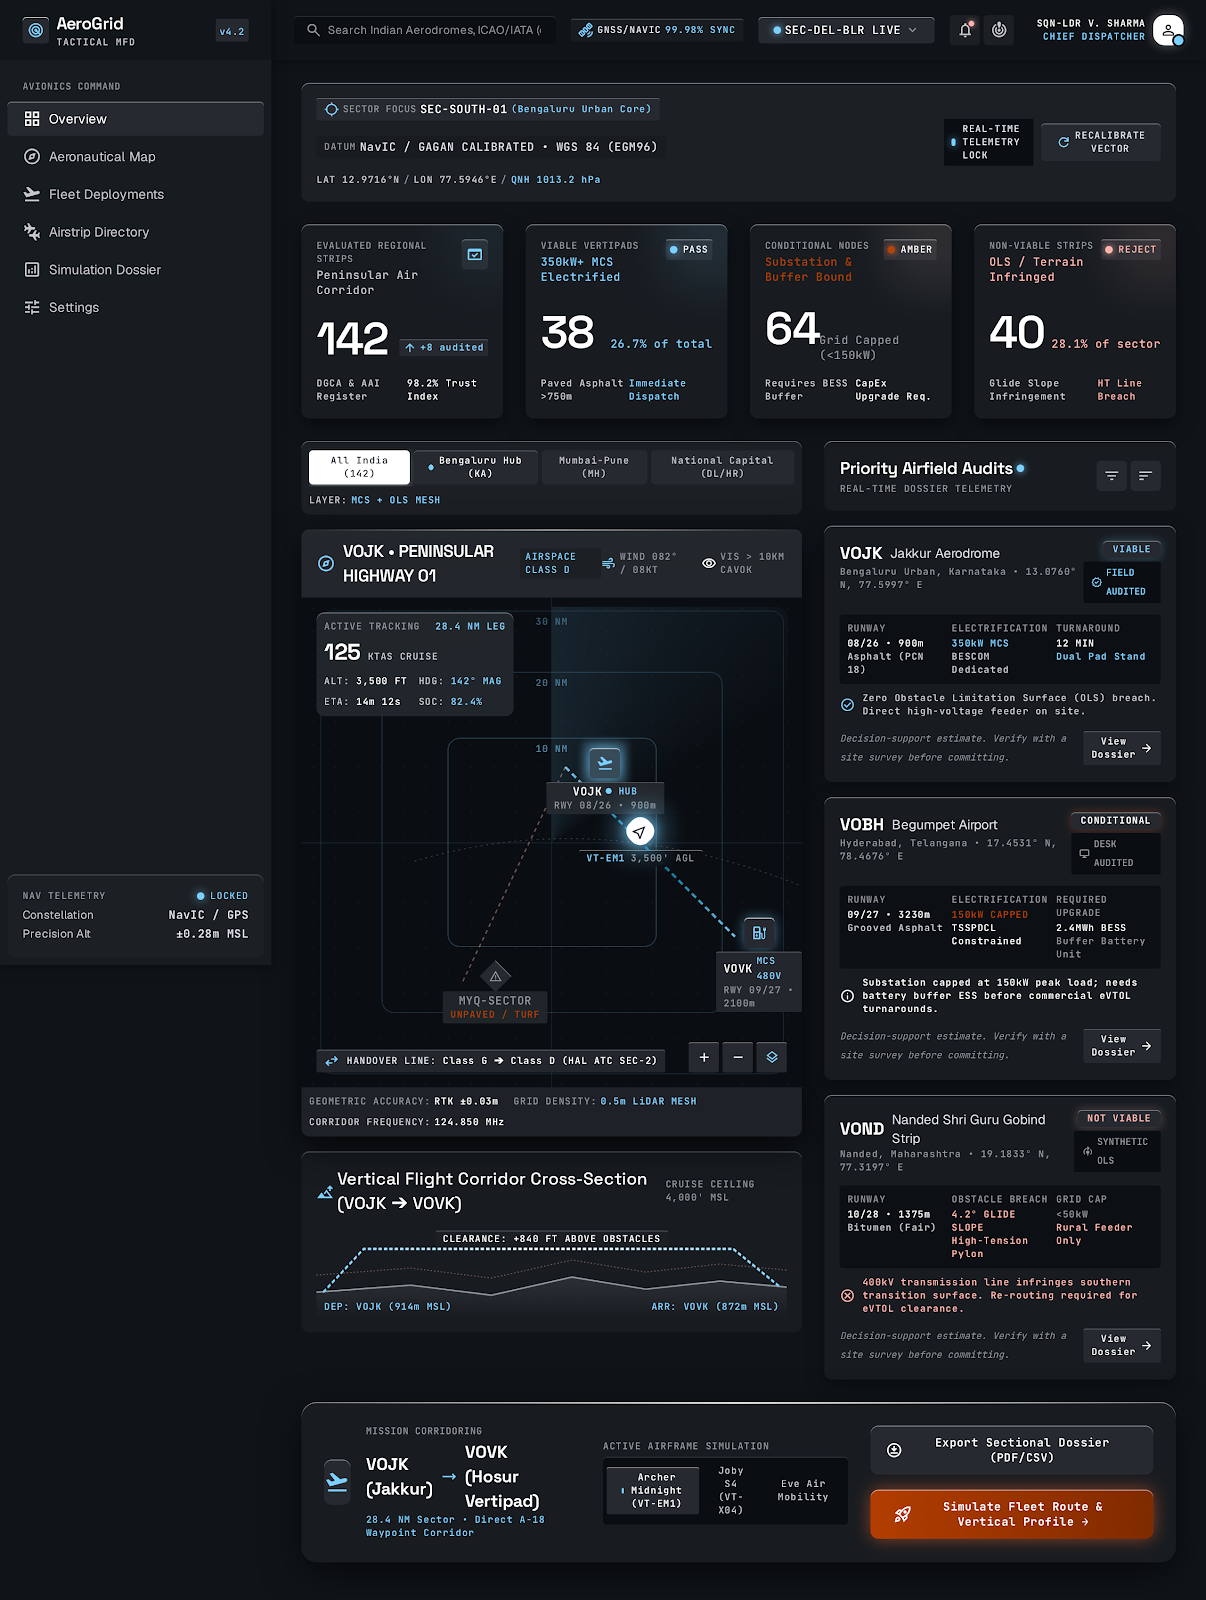 AeroGrid
TACTICAL MFD
v4.2
Search Indian Aerodromes, ICAO/IATA (
GNSS/NAVIC 99.98% SYNC
SEC-DEL-BLR LIVE
SQN-LDR V. SHARMA
CHIEF DISPATCHER
AVIONICS COMMAND
Overview
Aeronautical Map
Fleet Deployments
Airstrip Directory
Simulation Dossier
Settings
NAV TELEMETRY
LOCKED
Constellation
NavIC / GPS
Precision Alt
±0.28m MSL
SECTOR FOCUS SEC-SOUTH-01 (Bengaluru Urban Core)
DATUM NavIC / GAGAN CALIBRATED • WGS 84 (EGM96)
LAT 12.9716°N / LON 77.5946°E / QNH 1013.2 hPa
REAL-TIME
TELEMETRY
LOCK
RECALIBRATE
VECTOR
EVALUATED REGIONAL
STRIPS
Peninsular Air
Corridor
142
+8 audited
DGCA & AAI
Register
98.2% Trust
Index
VIABLE VERTIPADS
350kW+ MCS
Electrified
PASS
38
26.7% of total
Paved Asphalt
>750m
Immediate
Dispatch
CONDITIONAL NODES
Substation &
Buffer Bound
AMBER
64
Grid Capped
(<150kW)
Requires BESS
Buffer
CapEx
Upgrade Req.
NON-VIABLE STRIPS
OLS / Terrain
Infringed
REJECT
40
28.1% of sector
Glide Slope
Infringement
HT Line
Breach
All India
(142)
Bengaluru Hub
(KA)
Mumbai-Pune
(MH)
National Capital
(DL/HR)
LAYER: MCS + OLS MESH
VOJK • PENINSULAR
HIGHWAY 01
AIRSPACE
CLASS D
WIND 082°
/ 08KT
VIS > 10KM
CAVOK
ACTIVE TRACKING
28.4 NM LEG
125 KTAS CRUISE
ALT: 3,500 FT
HDG: 142° MAG
ETA: 14m 12s
SOC: 82.4%
30 NM
20 NM
10 NM
VOJK
HUB
RWY 08/26 • 900m
VT-EM1 3,500' AGL
VOVK
MCS
480V
RWY 09/27 •
2100m
MYQ-SECTOR
UNPAVED / TURF
HANDOVER LINE: Class G → Class D (HAL ATC SEC-2)
+
−
GEOMETRIC ACCURACY: RTK ±0.03m
GRID DENSITY: 0.5m LiDAR MESH
CORRIDOR FREQUENCY: 124.850 MHz
Vertical Flight Corridor Cross-Section
(VOJK → VOVK)
CRUISE CEILING
4,000' MSL
CLEARANCE: +840 FT ABOVE OBSTACLES
DEP: VOJK (914m MSL)
ARR: VOVK (872m MSL)
Priority Airfield Audits
REAL-TIME DOSSIER TELEMETRY
VOJK Jakkur Aerodrome
Bengaluru Urban, Karnataka • 13.0760°
N, 77.5997° E
VIABLE
FIELD
AUDITED
RUNWAY
08/26 • 900m
Asphalt (PCN
18)
ELECTRIFICATION
350kW MCS
BESCOM
Dedicated
TURNAROUND
12 MIN
Dual Pad Stand
Zero Obstacle Limitation Surface (OLS) breach.
Direct high-voltage feeder on site.
Decision-support estimate. Verify with a
site survey before committing.
View
Dossier →
VOBH Begumpet Airport
Hyderabad, Telangana • 17.4531° N,
78.4676° E
CONDITIONAL
DESK
AUDITED
RUNWAY
09/27 • 3230m
Grooved Asphalt
ELECTRIFICATION
150kW CAPPED
TSSPDCL
Constrained
REQUIRED
UPGRADE
2.4MWh BESS
Buffer Battery
Unit
Substation capped at 150kW peak load; needs
battery buffer ESS before commercial eVTOL
turnarounds.
Decision-support estimate. Verify with a
site survey before committing.
View
Dossier →
VOND
Nanded Shri Guru Gobind
Strip
Nanded, Maharashtra • 19.1833° N,
77.3197° E
NOT VIABLE
SYNTHETIC
OLS
RUNWAY
10/28 • 1375m
Bitumen (Fair)
OBSTACLE BREACH
4.2° GLIDE
SLOPE
High-Tension
Pylon
GRID CAP
<50kW
Rural Feeder
Only
400kV transmission line infringes southern
transition surface. Re-routing required for
eVTOL clearance.
Decision-support estimate. Verify with a
site survey before committing.
View
Dossier →
MISSION CORRIDORING
VOJK
(Jakkur)
→
VOVK
(Hosur
Vertipad)
28.4 NM Sector • Direct A-18
Waypoint Corridor
ACTIVE AIRFRAME SIMULATION
Archer
Midnight
(VT-EM1)
Joby
S4
(VT-
X04)
Eve Air
Mobility
Export Sectional Dossier
(PDF/CSV)
Simulate Fleet Route &
Vertical Profile →